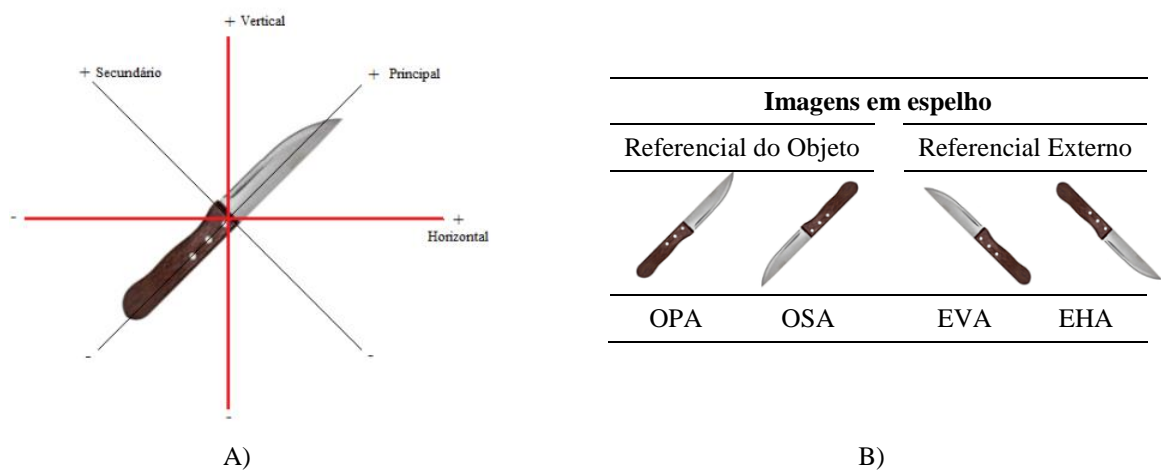 + Vertical
+ Secundário
+ Principal
-
+
Horizontal
-
-
-
A)
Imagens em espelho
Referencial do Objeto Referencial Externo
OPA OSA EVA EHA
B)